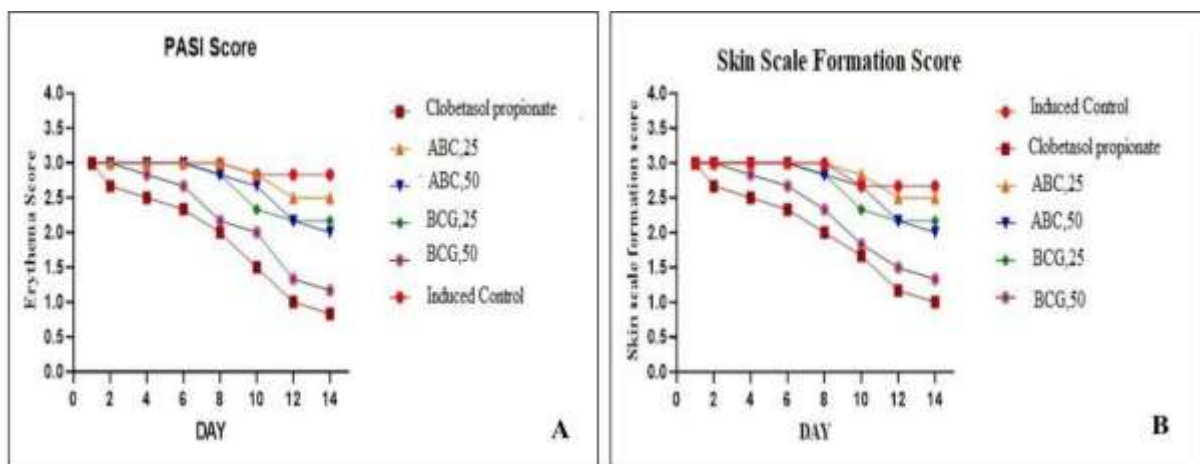 PASI Score
Erythema Score
4.0
3.5
3.0
2.5
2.0
1.5
1.0
0.5
0.0
0 2 4 6 8 10 12 14
DAY
Clobetasol propionate
ABC,25
ABC,50
BCG,25
BCG,50
Induced Control
A
Skin Scale Formation Score
Skin scale formation score
4.0
3.5
3.0
2.5
2.0
1.5
1.0
0.5
0.0
0 2 4 6 8 10 12 14
DAY
Induced Control
Clobetasol propionate
ABC,25
ABC,50
BCG,25
BCG,50
B